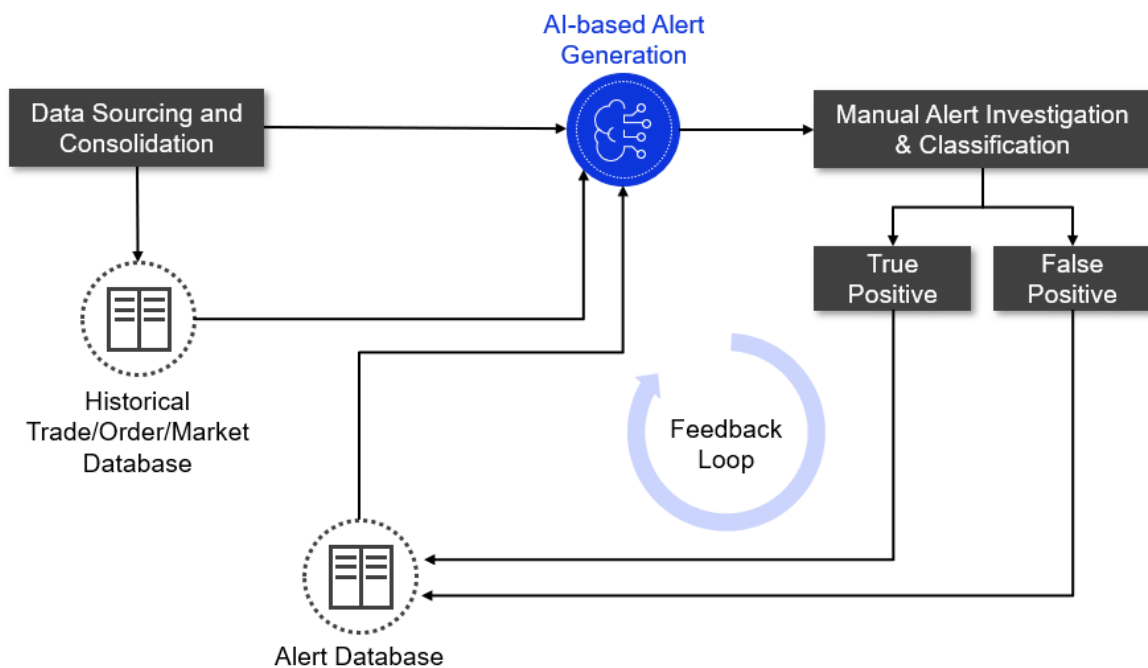 AI-based Alert
Generation
Data Sourcing and
Consolidation
Manual Alert Investigation
& Classification
True
Positive
False
Positive
Historical
Trade/Order/Market
Database
Feedback
Loop
Alert Database